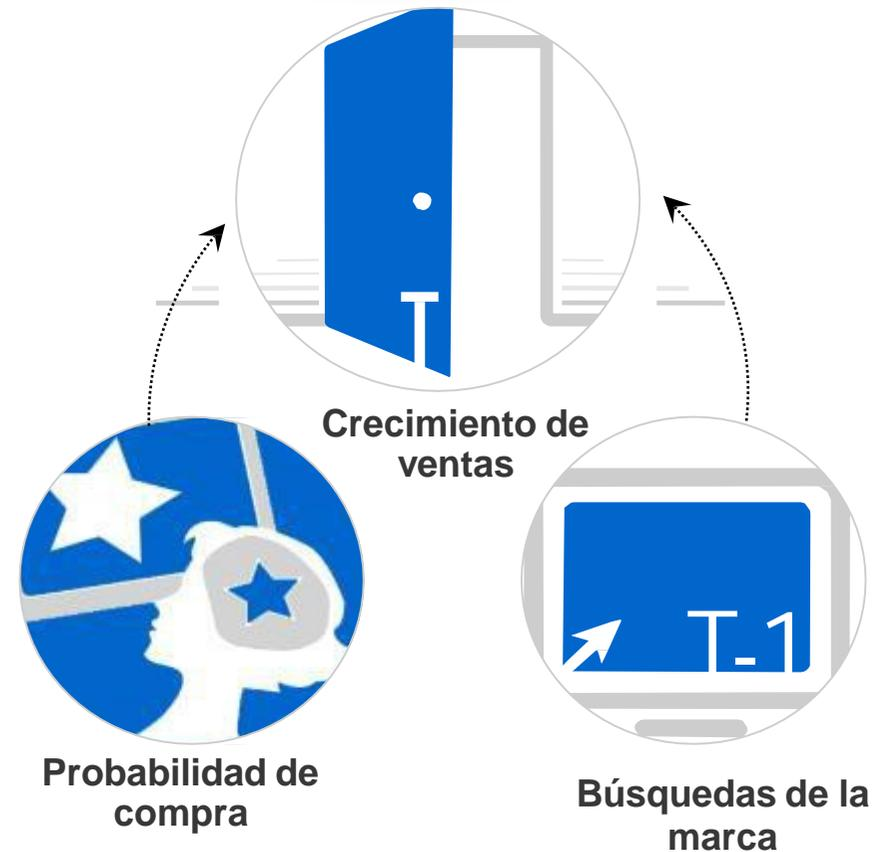 T
Crecimiento de
ventas
T-1
Probabilidad de
compra
Búsquedas de la
marca